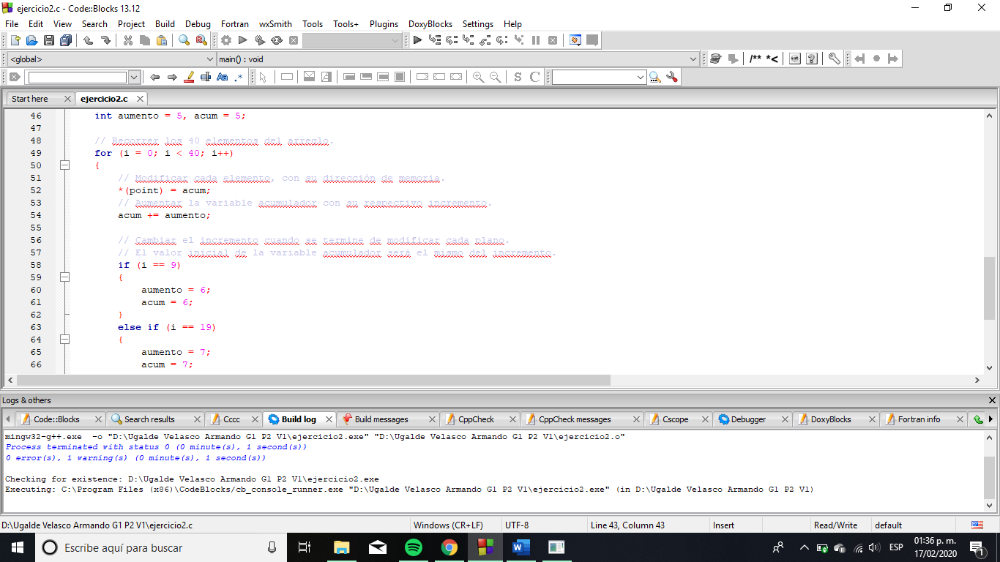 ejercicio2.c - Code::Blocks 13.12
File Edit View Search Project Build Debug Fortran wxSmith Tools Tools+ Plugins DoxyBlocks Settings Help
<global> main() : void /** *<
Aa .* S C
Start here ejercicio2.c
46 int aumento = 5, acum = 5;
47
48 // Recorrer los 40 elementos del arreglo.
49 for (i = 0; i < 40; i++)
50 {
51 // Modificar cada elemento, con su dirección de memoria.
52 *(point) = acum;
53 // Aumentar la variable acumulador con su respectivo incremento.
54 acum += aumento;
55
56 // Cambiar el incremento cuando se termine de modificar cada plano.
57 // El valor inicial de la variable acumulador será el mismo del incremento.
58 if (i == 9)
59 {
60 aumento = 6;
61 acum = 6;
62 }
63 else if (i == 19)
64 {
65 aumento = 7;
66 acum = 7;
Logs & others
Code::Blocks Search results Cccc Build log Build messages CppCheck CppCheck messages Cscope Debugger DoxyBlocks Fortran info
mingw32-g++.exe -o "D:\Ugalde Velasco Armando G1 P2 V1\ejercicio2.exe" "D:\Ugalde Velasco Armando G1 P2 V1\ejercicio2.o"
Process terminated with status 0 (0 minute(s), 1 second(s))
0 error(s), 1 warning(s) (0 minute(s), 1 second(s))
Checking for existence: D:\Ugalde Velasco Armando G1 P2 V1\ejercicio2.exe
Executing: C:\Program Files (x86)\CodeBlocks/cb_console_runner.exe "D:\Ugalde Velasco Armando G1 P2 V1\ejercicio2.exe" (in D:\Ugalde Velasco Armando G1 P2 V1)
D:\Ugalde Velasco Armando G1 P2 V1\ejercicio2.c Windows (CR+LF) UTF-8 Line 43, Column 43 Insert Read/Write default
Escribe aquí para buscar ESP 01:36 p. m.
17/02/2020 1